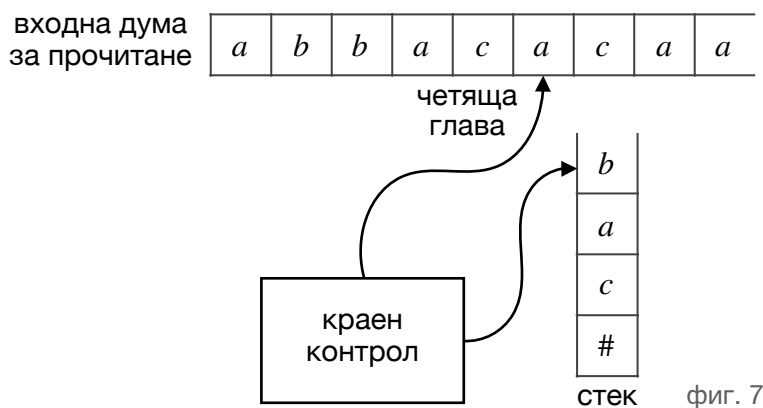 входна дума
за прочитане
a b b a c a c a a
четяща
глава
b
a
c
#
краен
контрол
стек
фиг. 7